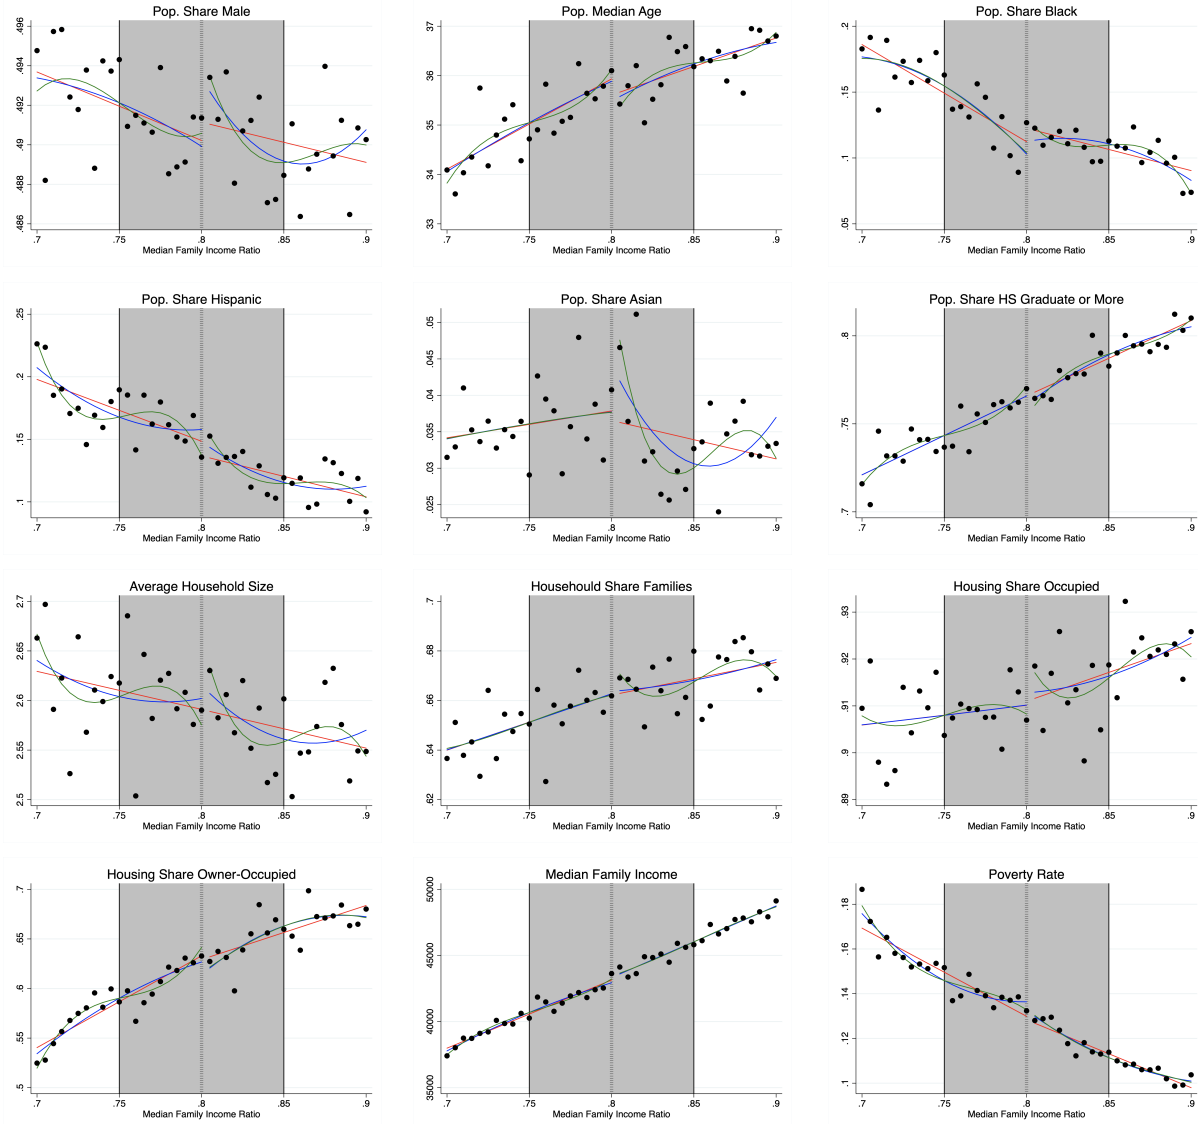 Pop. Share Male
.496
.494
.492
.49
.488
.486
.7 .75 .8 .85 .9
Median Family Income Ratio
Pop. Median Age
37
36
35
34
33
.7 .75 .8 .85 .9
Median Family Income Ratio
Pop. Share Black
.2
.15
.1
.05
.7 .75 .8 .85 .9
Median Family Income Ratio
Pop. Share Hispanic
.25
.2
.15
.1
.7 .75 .8 .85 .9
Median Family Income Ratio
Pop. Share Asian
.05
.045
.04
.035
.03
.025
.7 .75 .8 .85 .9
Median Family Income Ratio
Pop. Share HS Graduate or More
.8
.75
.7
.7 .75 .8 .85 .9
Median Family Income Ratio
Average Household Size
2.7
2.65
2.6
2.55
2.5
.7 .75 .8 .85 .9
Median Family Income Ratio
Househould Share Families
.7
.68
.66
.64
.62
.7 .75 .8 .85 .9
Median Family Income Ratio
Housing Share Occupied
.93
.92
.91
.9
.89
.7 .75 .8 .85 .9
Median Family Income Ratio
Housing Share Owner-Occupied
.7
.65
.6
.55
.5
.7 .75 .8 .85 .9
Median Family Income Ratio
Median Family Income
50000
45000
40000
35000
.7 .75 .8 .85 .9
Median Family Income Ratio
Poverty Rate
.18
.16
.14
.12
.1
.7 .75 .8 .85 .9
Median Family Income Ratio